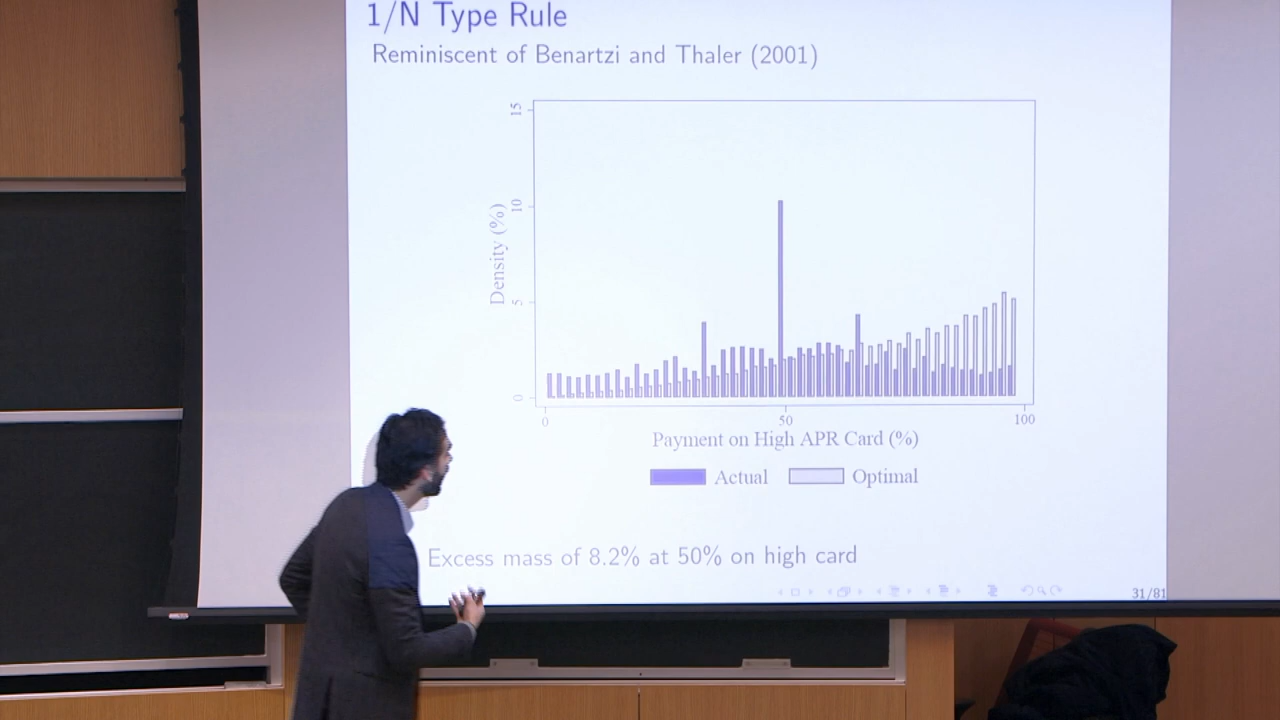 1/N Type Rule
Reminiscent of Benartzi and Thaler (2001)
15
10
5
0
Density (%)
0 50 100
Payment on High APR Card (%)
Actual Optimal
Excess mass of 8.2% at 50% on high card
31/81